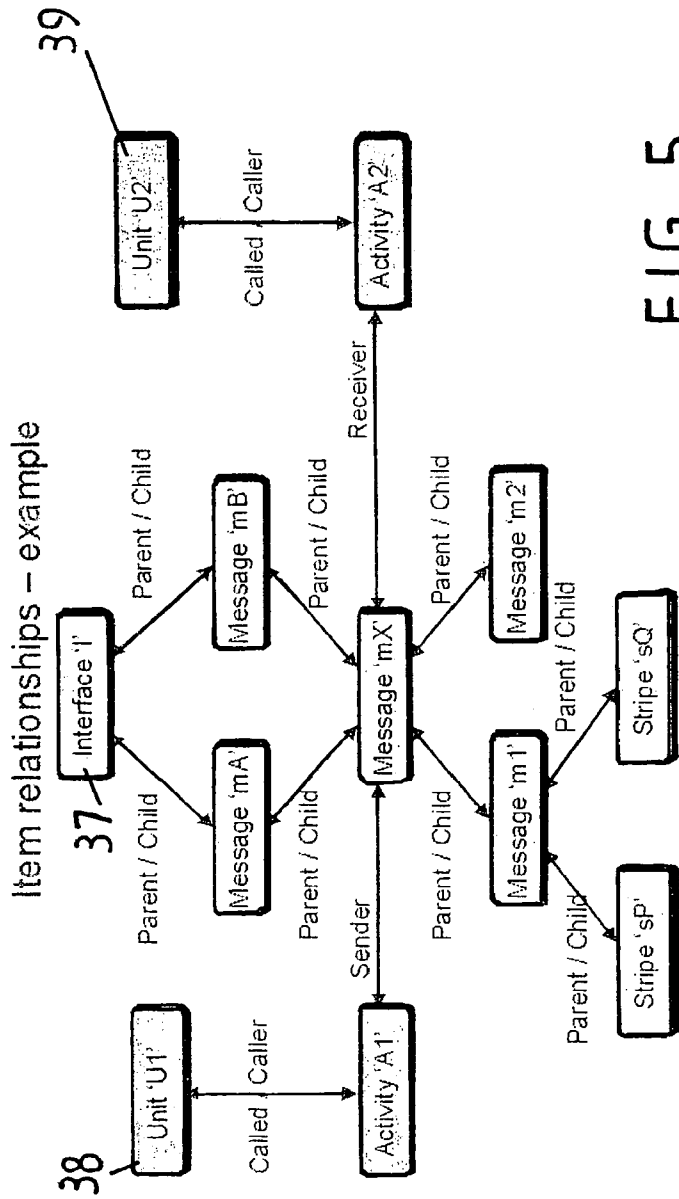 Item relationships – example
37
Interface 'I'
38
Unit 'U1'
39
Unit 'U2'
Parent / Child
Parent / Child
Message 'mA'
Message 'mB'
Called / Caller
Called / Caller
Parent / Child
Parent / Child
Activity 'A1'
Sender
Message 'mX'
Receiver
Activity 'A2'
Parent / Child
Parent / Child
Message 'm1'
Message 'm2'
Parent / Child
Parent / Child
Stripe 'sP'
Stripe 'sQ'
FIG 5